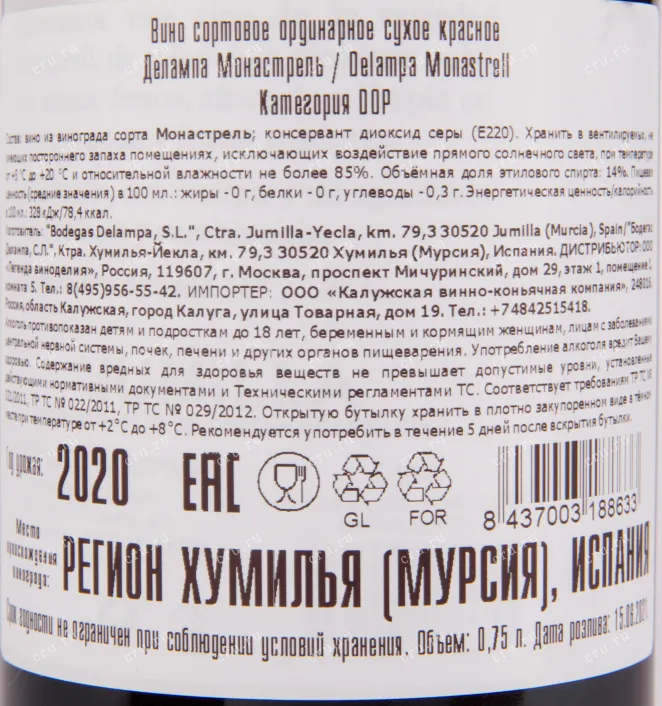 Вино сортовое ординарное сухое красное
Делампа Монастрель / Delampa Monastrell
Категория DOP
Состав: вино из винограда сорта Монастрель; консервант диоксид серы (Е220). Хранить в вентилируемых, не
имеющих постороннего запаха помещениях, исключающих воздействие прямого солнечного света, при температуре
от +5 °С до +20 °С и относительной влажности не более 85%. Объёмная доля этилового спирта: 14%. Пищевая
ценность (средние значения) в 100 мл.: жиры - 0 г, белки - 0 г, углеводы - 0,3 г. Энергетическая ценность/калорийность
в 100 мл.: 328 кДж/78,4 ккал.
Изготовитель: "Bodegas Delampa, S.L.", Ctra. Jumilla-Yecla, km. 79,3 30520 Jumilla (Murcia), Spain/"Бодегас
Делампа, С.Л.", Ктра. Хумилья-Йекла, км. 79,3 30520 Хумилья (Мурсия), Испания. ДИСТРИБЬЮТОР: ООО
«Легенда виноделия», Россия, 119607, г. Москва, проспект Мичуринский, дом 29, этаж 1, помещение I,
комната 5. Тел.: 8(495)956-55-42. ИМПОРТЕР: ООО «Калужская винно-коньячная компания», 248016,
Россия, область Калужская, город Калуга, улица Товарная, дом 19. Тел.: +74842515418.
Алкоголь противопоказан детям и подросткам до 18 лет, беременным и кормящим женщинам, лицам с заболеваниями
центральной нервной системы, почек, печени и других органов пищеварения. Употребление алкоголя вредит Вашему
здоровью. Содержание вредных для здоровья веществ не превышает допустимые уровни, установленные
действующими нормативными документами и Техническими регламентами ТС. Соответствует требованиям ТР ТС №
021/2011, ТР ТС № 022/2011, ТР ТС № 029/2012. Открытую бутылку хранить в плотно закупоренном виде в тёмном
месте при температуре от +2°С до +8°С. Рекомендуется употребить в течение 5 дней после вскрытия бутылки.
Год урожая: 2020 EAC
GL FOR
8 437003 188633
Место
происхождения
винограда: РЕГИОН ХУМИЛЬЯ (МУРСИЯ), ИСПАНИЯ
Срок годности не ограничен при соблюдении условий хранения. Объем: 0,75 л. Дата розлива: 15.06.